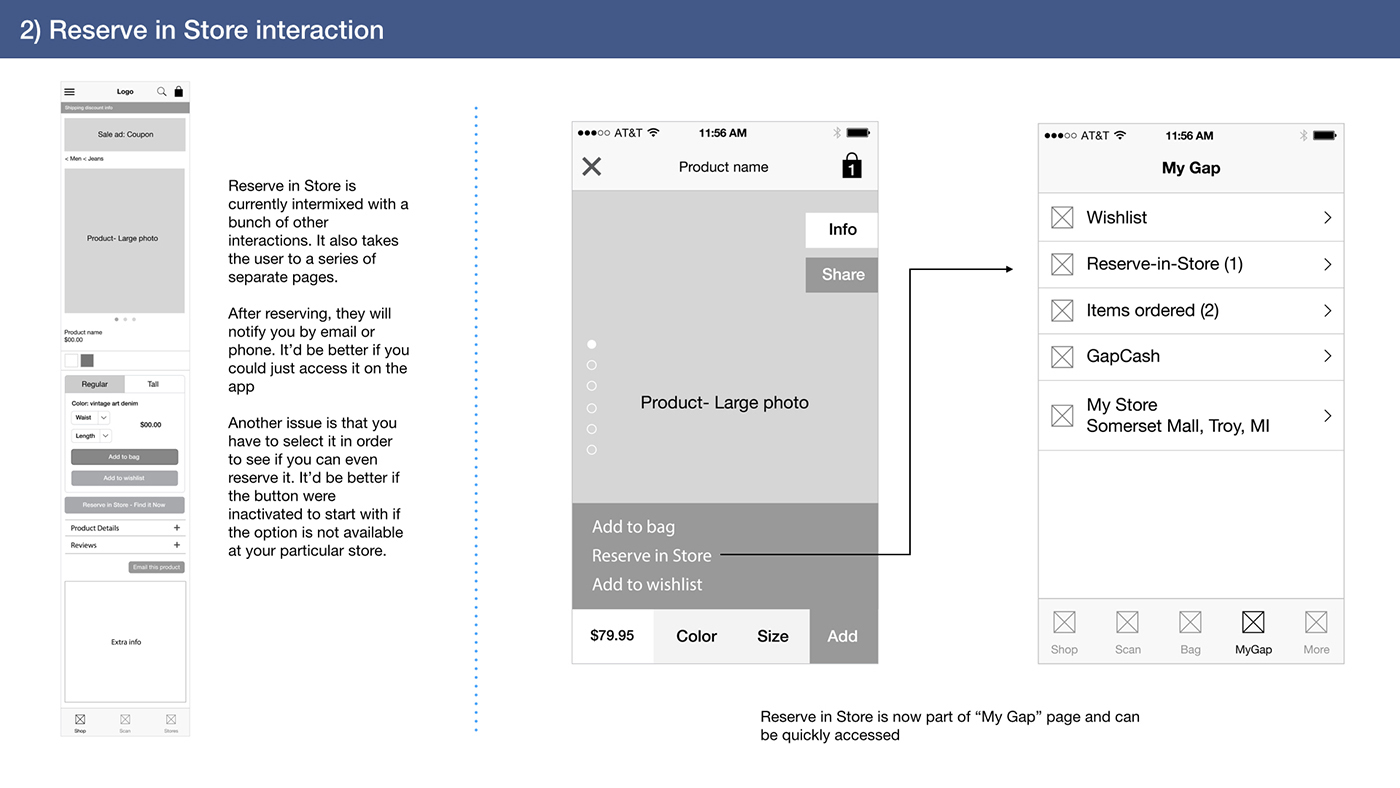 2) Reserve in Store interaction
Logo
Shipping discount info
Sale ad: Coupon
< Men < Jeans
Product- Large photo
Product name
$00.00
Regular Tall
Color: vintage art denim
Waist
$00.00
Length
Add to bag
Add to wishlist
Reserve in Store - Find it Now
Product Details +
Reviews +
Email this product
Extra info
Shop Scan Stores
Reserve in Store is
currently intermixed with a
bunch of other
interactions. It also takes
the user to a series of
separate pages.
After reserving, they will
notify you by email or
phone. It’d be better if you
could just access it on the
app
Another issue is that you
have to select it in order
to see if you can even
reserve it. It’d be better if
the button were
inactivated to start with if
the option is not available
at your particular store.
AT&T 11:56 AM
Product name 1
Info
Share
Product- Large photo
Add to bag
Reserve in Store
Add to wishlist
$79.95 Color Size Add
AT&T 11:56 AM
My Gap
Wishlist
Reserve-in-Store (1)
Items ordered (2)
GapCash
My Store
Somerset Mall, Troy, MI
Shop Scan Bag MyGap More
Reserve in Store is now part of “My Gap” page and can
be quickly accessed